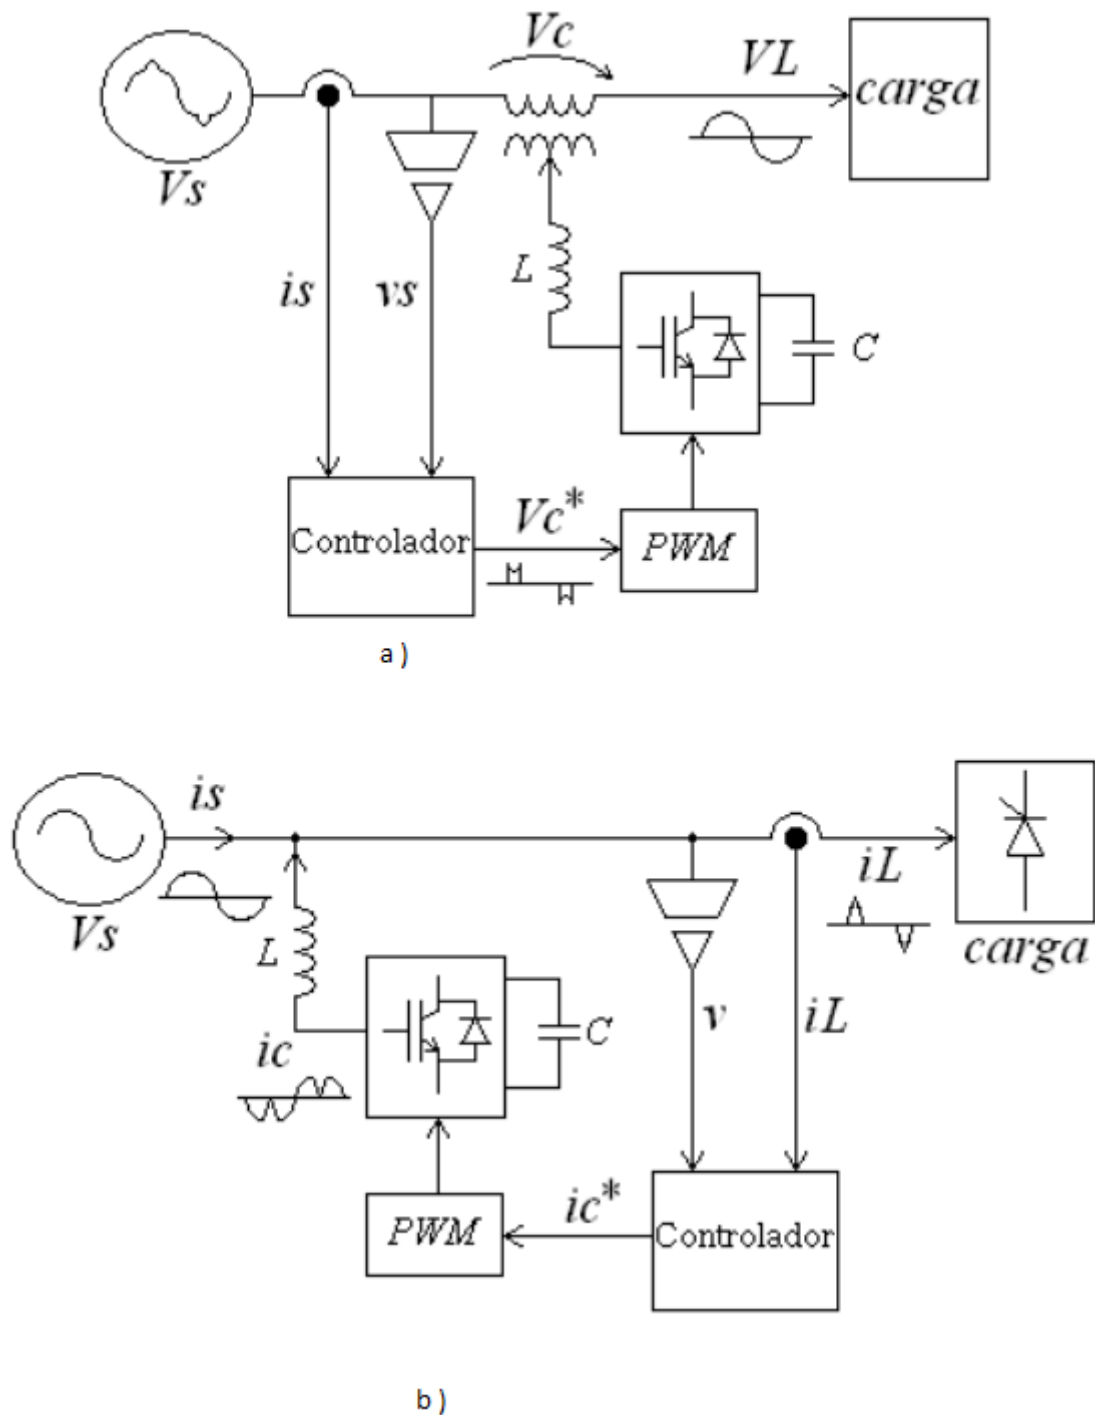 Vc
VL
carga
Vs
is
vs
L
C
Controlador
Vc*
PWM
a )
is
Vs
L
ic
C
v
iL
iL
carga
PWM
ic*
Controlador
b )